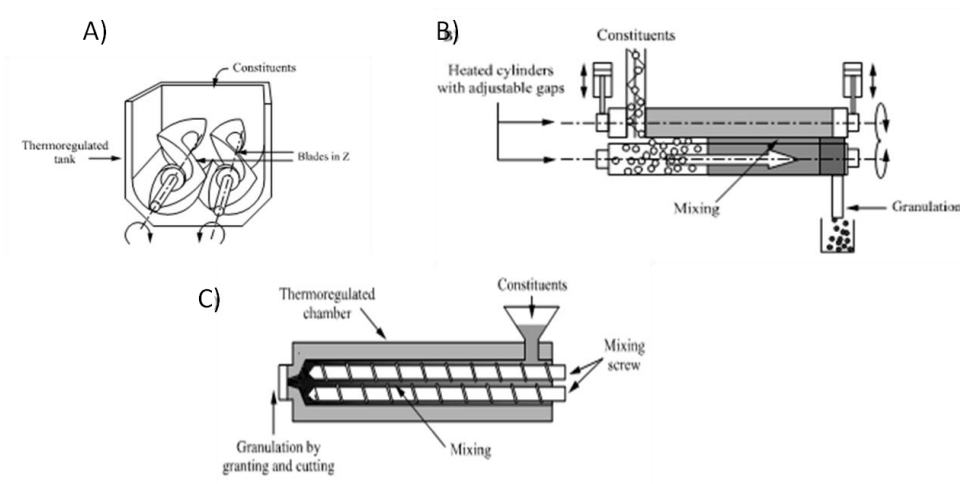 A)
Constituents
Thermoregulated
tank
Blades in Z
B)
Constituents
Heated cylinders
with adjustable gaps
Mixing
Granulation
C)
Thermoregulated
chamber
Constituents
Mixing
screw
Mixing
Granulation by
granting and cutting